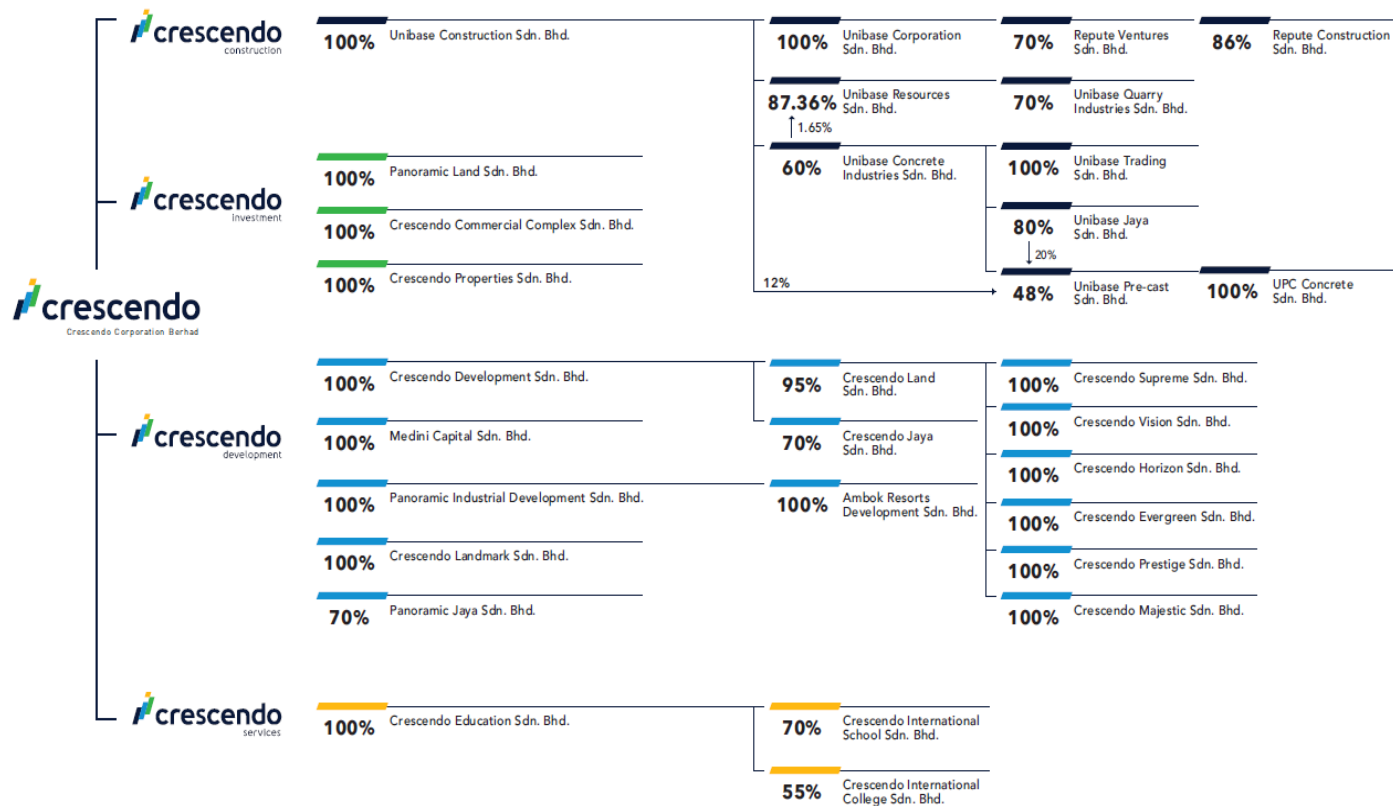 crescendo
construction
100%
Unibase Construction Sdn. Bhd.
100%
Unibase Corporation
Sdn. Bhd.
70%
Repute Ventures
Sdn. Bhd.
86%
Repute Construction
Sdn. Bhd.
87.36%
Unibase Resources
Sdn. Bhd.
70%
Unibase Quarry
Industries Sdn. Bhd.
1.65%
60%
Unibase Concrete
Industries Sdn. Bhd.
100%
Unibase Trading
Sdn. Bhd.
80%
Unibase Jaya
Sdn. Bhd.
20%
12%
48%
Unibase Pre-cast
Sdn. Bhd.
100%
UPC Concrete
Sdn. Bhd.
crescendo
investment
100%
Panoramic Land Sdn. Bhd.
100%
Crescendo Commercial Complex Sdn. Bhd.
100%
Crescendo Properties Sdn. Bhd.
crescendo
Crescendo Corporation Berhad
crescendo
development
100%
Crescendo Development Sdn. Bhd.
95%
Crescendo Land
Sdn. Bhd.
100%
Crescendo Supreme Sdn. Bhd.
100%
Crescendo Vision Sdn. Bhd.
100%
Crescendo Horizon Sdn. Bhd.
100%
Crescendo Evergreen Sdn. Bhd.
100%
Crescendo Prestige Sdn. Bhd.
100%
Crescendo Majestic Sdn. Bhd.
70%
Crescendo Jaya
Sdn. Bhd.
100%
Medini Capital Sdn. Bhd.
100%
Panoramic Industrial Development Sdn. Bhd.
100%
Ambok Resorts
Development Sdn. Bhd.
100%
Crescendo Landmark Sdn. Bhd.
70%
Panoramic Jaya Sdn. Bhd.
crescendo
services
100%
Crescendo Education Sdn. Bhd.
70%
Crescendo International
School Sdn. Bhd.
55%
Crescendo International
College Sdn. Bhd.